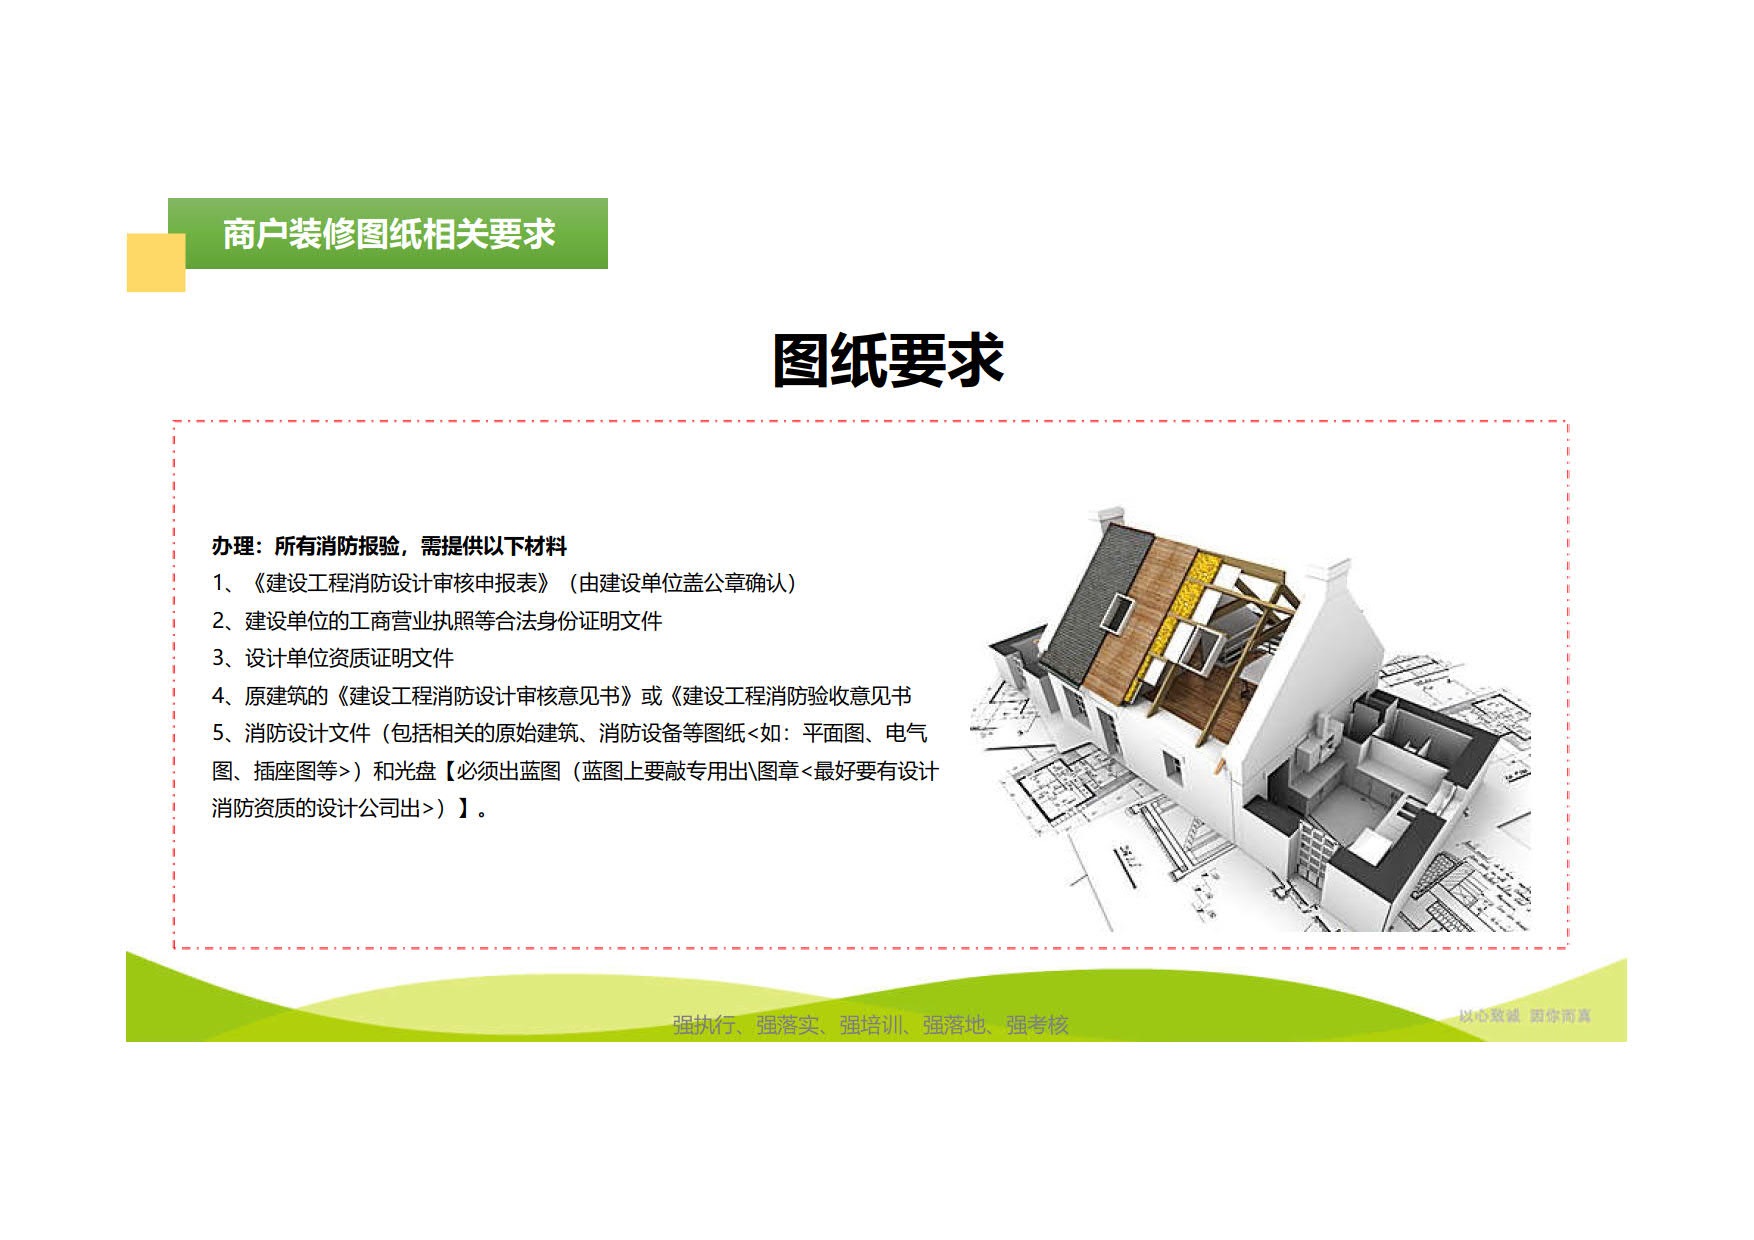 商户装修图纸相关要求
图纸要求
办理：所有消防报验，需提供以下材料
1、《建设工程消防设计审核申报表》（由建设单位盖公章确认）
2、建设单位的工商营业执照等合法身份证明文件
3、设计单位资质证明文件
4、原建筑的《建设工程消防设计审核意见书》或《建设工程消防验收意见书
5、消防设计文件（包括相关的原始建筑、消防设备等图纸<如：平面图、电气
图、插座图等>）和光盘【必须出蓝图（蓝图上要敲专用出\图章<最好要有设计
消防资质的设计公司出>）】。
强执行、强落实、强培训、强落地、强考核
以心致诚 因你而真